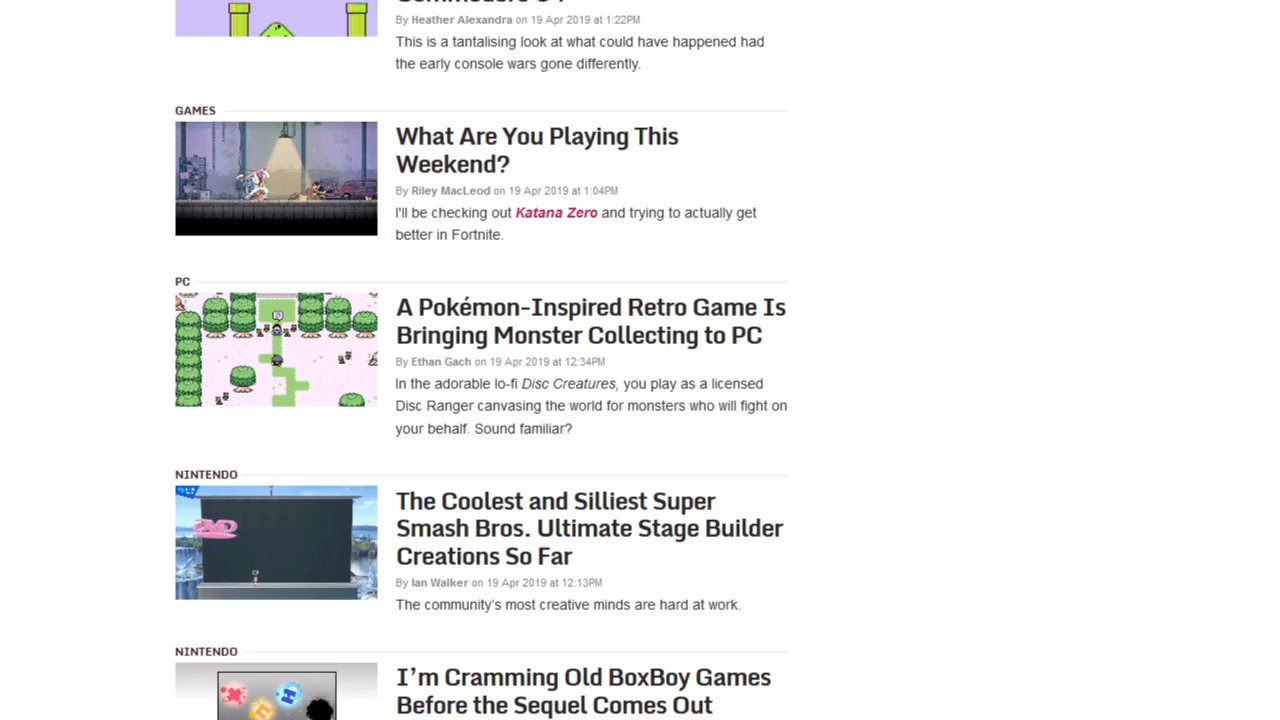 By Heather Alexandra on 19 Apr 2019 at 1:22PM
This is a tantalising look at what could have happened had
the early console wars gone differently.
GAMES
What Are You Playing This
Weekend?
By Riley MacLeod on 19 Apr 2019 at 1:04PM
I'll be checking out Katana Zero and trying to actually get
better in Fortnite.
PC
A Pokémon-Inspired Retro Game Is
Bringing Monster Collecting to PC
By Ethan Gach on 19 Apr 2019 at 12:34PM
In the adorable lo-fi Disc Creatures, you play as a licensed
Disc Ranger canvasing the world for monsters who will fight on
your behalf. Sound familiar?
NINTENDO
The Coolest and Silliest Super
Smash Bros. Ultimate Stage Builder
Creations So Far
By Ian Walker on 19 Apr 2019 at 12:13PM
The community's most creative minds are hard at work.
NINTENDO
I’m Cramming Old BoxBoy Games
Before the Sequel Comes Out